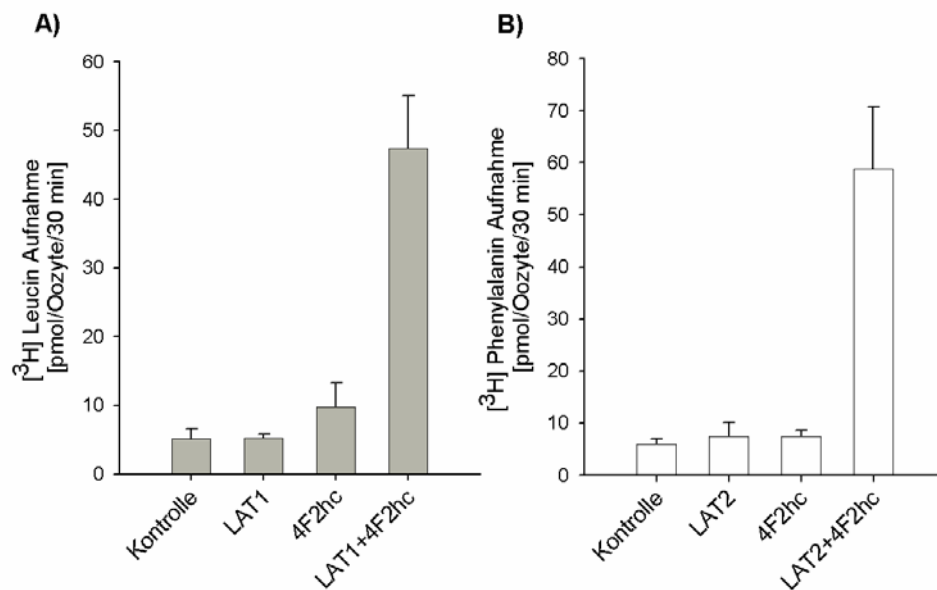 A)
[³H] Leucin Aufnahme
[pmol/Oozyte/30 min]
60
50
40
30
20
10
0
Kontrolle
LAT1
4F2hc
LAT1+4F2hc
B)
[³H] Phenylalanin Aufnahme
[pmol/Oozyte/30 min]
80
70
60
50
40
30
20
10
0
Kontrolle
LAT2
4F2hc
LAT2+4F2hc